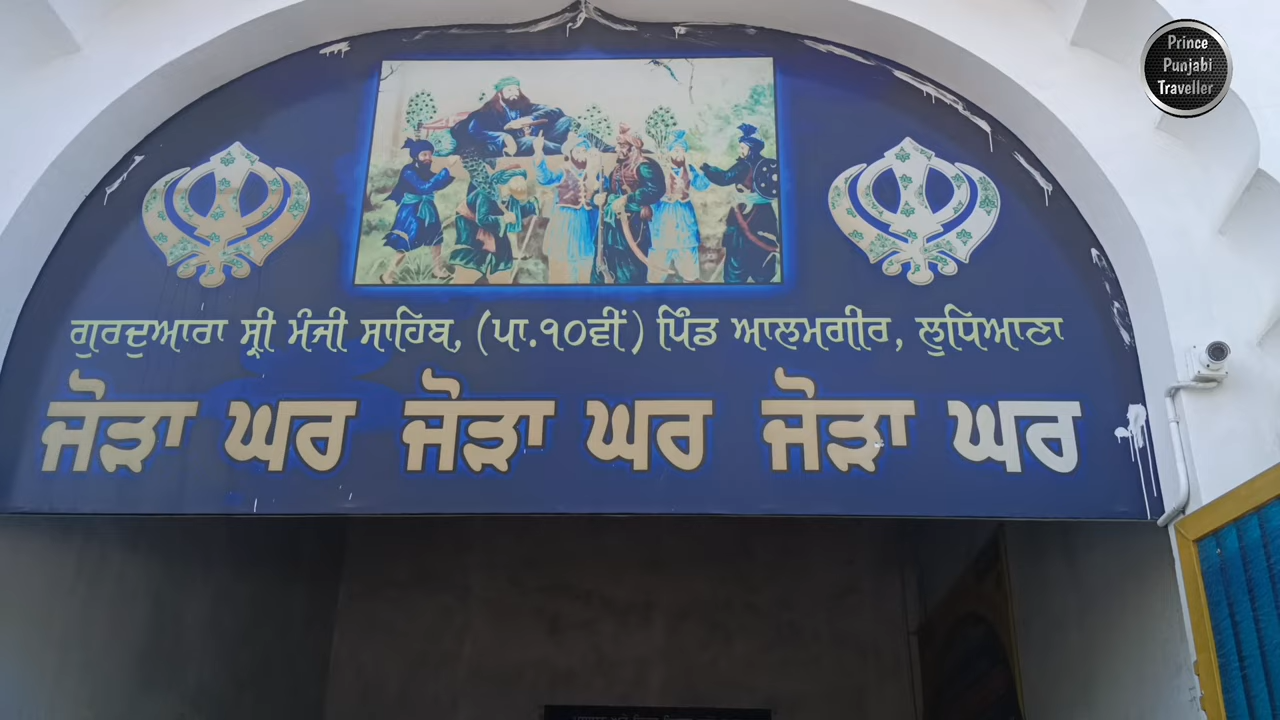 Prince
Punjabi
Traveller
ਗੁਰਦੁਆਰਾ ਸ੍ਰੀ ਮੰਜੀ ਸਾਹਿਬ, (ਪਾ.੧੦ਵੀਂ) ਪਿੰਡ ਆਲਮਗੀਰ, ਲੁਧਿਆਣਾ
ਜੋੜਾ ਘਰ ਜੋੜਾ ਘਰ ਜੋੜਾ ਘਰ